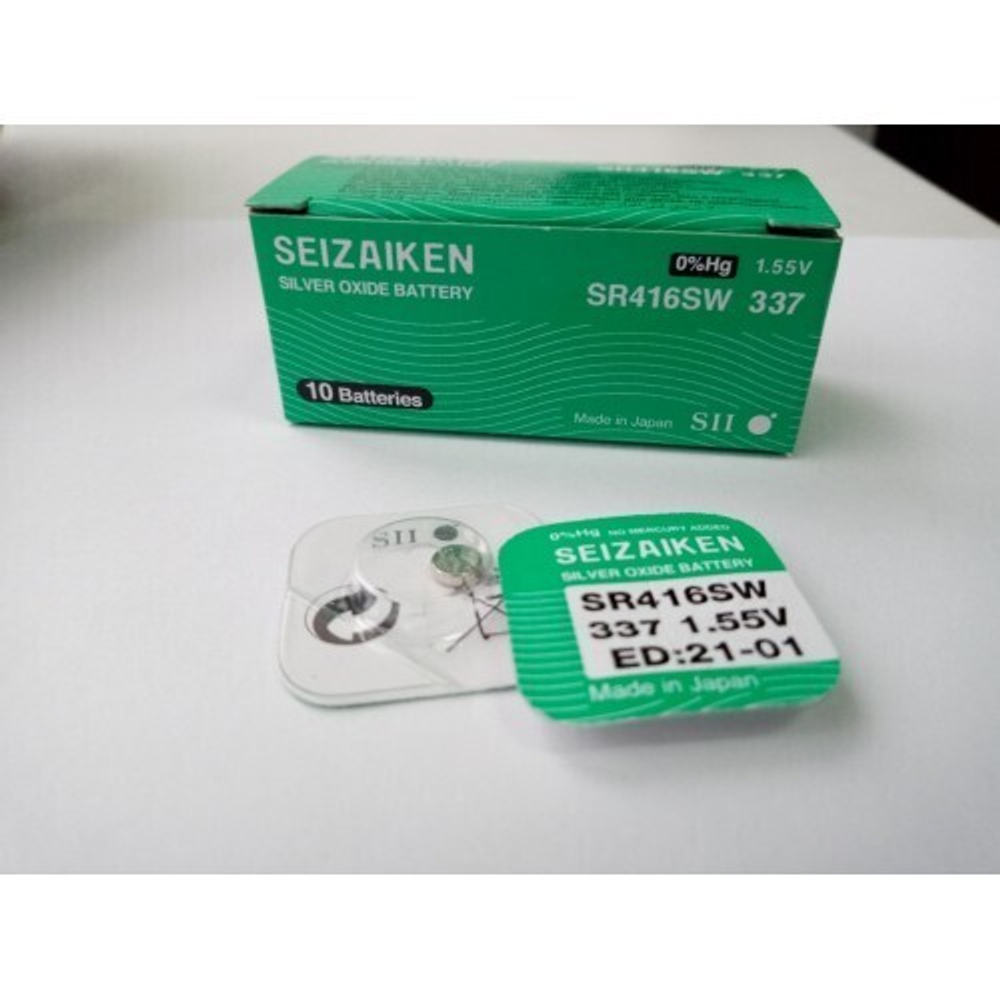 SEIZAIKEN
SILVER OXIDE BATTERY
0%Hg 1.55V
SR416SW 337
10 Batteries
Made in Japan SII
SII
0%Hg NO MERCURY ADDED
SEIZAIKEN
SILVER OXIDE BATTERY
SR416SW
337 1.55V
ED:21-01
Made in Japan